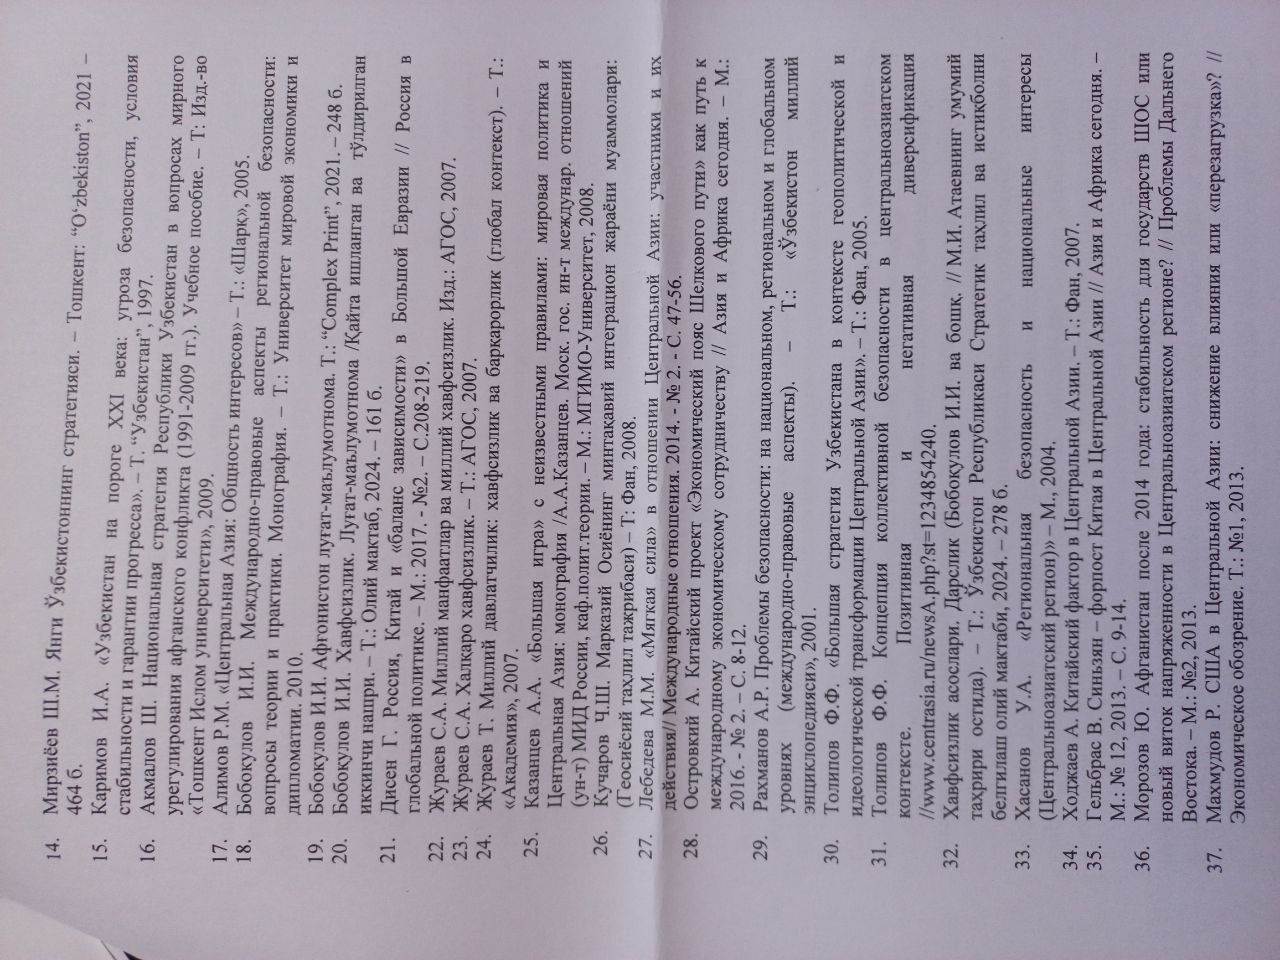 14. Мирзиёев Ш.М. Янги Ўзбекистоннинг стратегияси. – Тошкент: “O‘zbekiston”, 2021 –
464 б.
15. Каримов И.А. «Узбекистан на пороге XXI века: угроза безопасности, условия
стабильности и гарантии прогресса». – Т. “Узбекистан”, 1997.
16. Акмалов Ш. Национальная стратегия Республики Узбекистан в вопросах мирного
урегулирования афганского конфликта (1991-2009 гг.). Учебное пособие. – Т: Изд.-во
«Тошкент Ислом университети», 2009.
17. Алимов Р.М. «Центральная Азия: Общность интересов» – Т.: «Шарк», 2005.
18. Бобокулов И.И. Международно-правовые аспекты региональной безопасности:
вопросы теории и практики. Монография. – Т.: Университет мировой экономики и
дипломатии. 2010.
19. Бобокулов И.И. Афғонистон луғат-маълумотнома. Т.: “Complex Print”, 2021. – 248 б.
20. Бобокулов И.И. Хавфсизлик. Луғат-маълумотнома /Қайта ишланган ва тўлдирилган
иккинчи нашри. – Т.: Олий мактаб, 2024. – 161 б.
21. Дисен Г. Россия, Китай и «баланс зависимости» в Большой Евразии // Россия в
глобальной политике. – М.: 2017. - №2. – С.208-219.
22. Жураев С.А. Миллий манфаатлар ва миллий хавфсизлик. Изд.: АГОС, 2007.
23. Жураев С.А. Халкаро хавфсизлик. – Т.: АГОС, 2007.
24. Жураев Т. Миллий давлатчилик: хавфсизлик ва баркарорлик (глобал контекст). – Т.:
«Академия», 2007.
25. Казанцев А.А. «Большая игра» с неизвестными правилами: мировая политика и
Центральная Азия: монография /А.А.Казанцев. Моск. гос. ин-т междунар. отношений
(ун-т) МИД России, каф.полит.теории. – М.: МГИМО-Университет, 2008.
26. Кучаров Ч.Ш. Марказий Осиёнинг минтакавий интеграцион жараёни муаммолари:
(Геосиёсий тахлил тажрибаси) – Т: Фан, 2008.
27. Лебедева М.М. «Мягкая сила» в отношении Центральной Азии: участники и их
действия// Международные отношения. 2014. - № 2. - С. 47-56.
28. Островкий А. Китайский проект «Экономический пояс Шелкового пути» как путь к
международному экономическому сотрудничеству // Азия и Африка сегодня. – М.:
2016. - № 2. – С. 8-12.
29. Рахманов А.Р. Проблемы безопасности: на национальном, региональном и глобальном
уровнях (международно-правовые аспекты). – Т.: «Ўзбекистон миллий
энциклопедияси», 2001.
30. Толипов Ф.Ф. «Большая стратегия Узбекистана в контексте геополитической и
идеологической трансформации Центральной Азии». – Т.: Фан, 2005.
31. Толипов Ф.Ф. Концепция коллективной безопасности в центральноазиатском
контексте. Позитивная и негативная диверсификация
//www.centrasia.ru/newsA.php?st=1234854240.
32. Хавфсизлик асослари. Дарслик (Бобокулов И.И. ва бошк. // М.И. Атаевнинг умумий
тахрири остида). – Т.: Ўзбекистон Республикаси Стратегик тахлил ва истикболни
белгилаш олий мактаби, 2024. – 278 б.
33. Хасанов У.А. «Региональная безопасность и национальные интересы
(Центральноазиатский регион)» – М., 2004.
34. Ходжаев А. Китайский фактор в Центральной Азии. – Т.: Фан, 2007.
35. Гельбрас В. Синьзян – форпост Китая в Центральной Азии // Азия и Африка сегодня. –
М.: № 12, 2013. – С. 9-14.
36. Морозов Ю. Афганистан после 2014 года: стабильность для государств ШОС или
новый виток напряженности в Центральноазиатском регионе? // Проблемы Дальнего
Востока. – М.: №2, 2013.
37. Махмудов Р. США в Центральной Азии: снижение влияния или «перезагрузка»? //
Экономическое обозрение. Т.: №1, 2013.